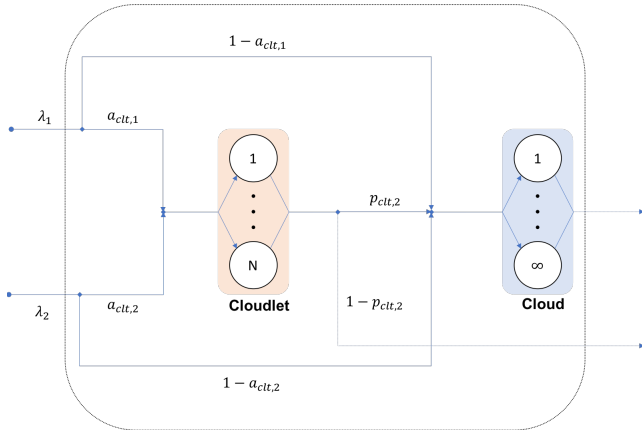 1 − a_{clt,1}
λ_1
a_{clt,1}
1
1
p_{clt,2}
N
∞
Cloudlet
Cloud
λ_2
a_{clt,2}
1 − p_{clt,2}
1 − a_{clt,2}